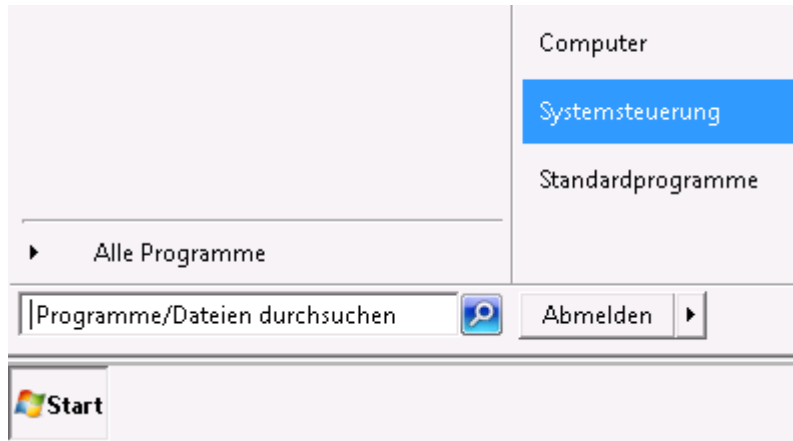 Computer
Systemsteuerung
Standardprogramme
Alle Programme
Programme/Dateien durchsuchen
Abmelden
Start